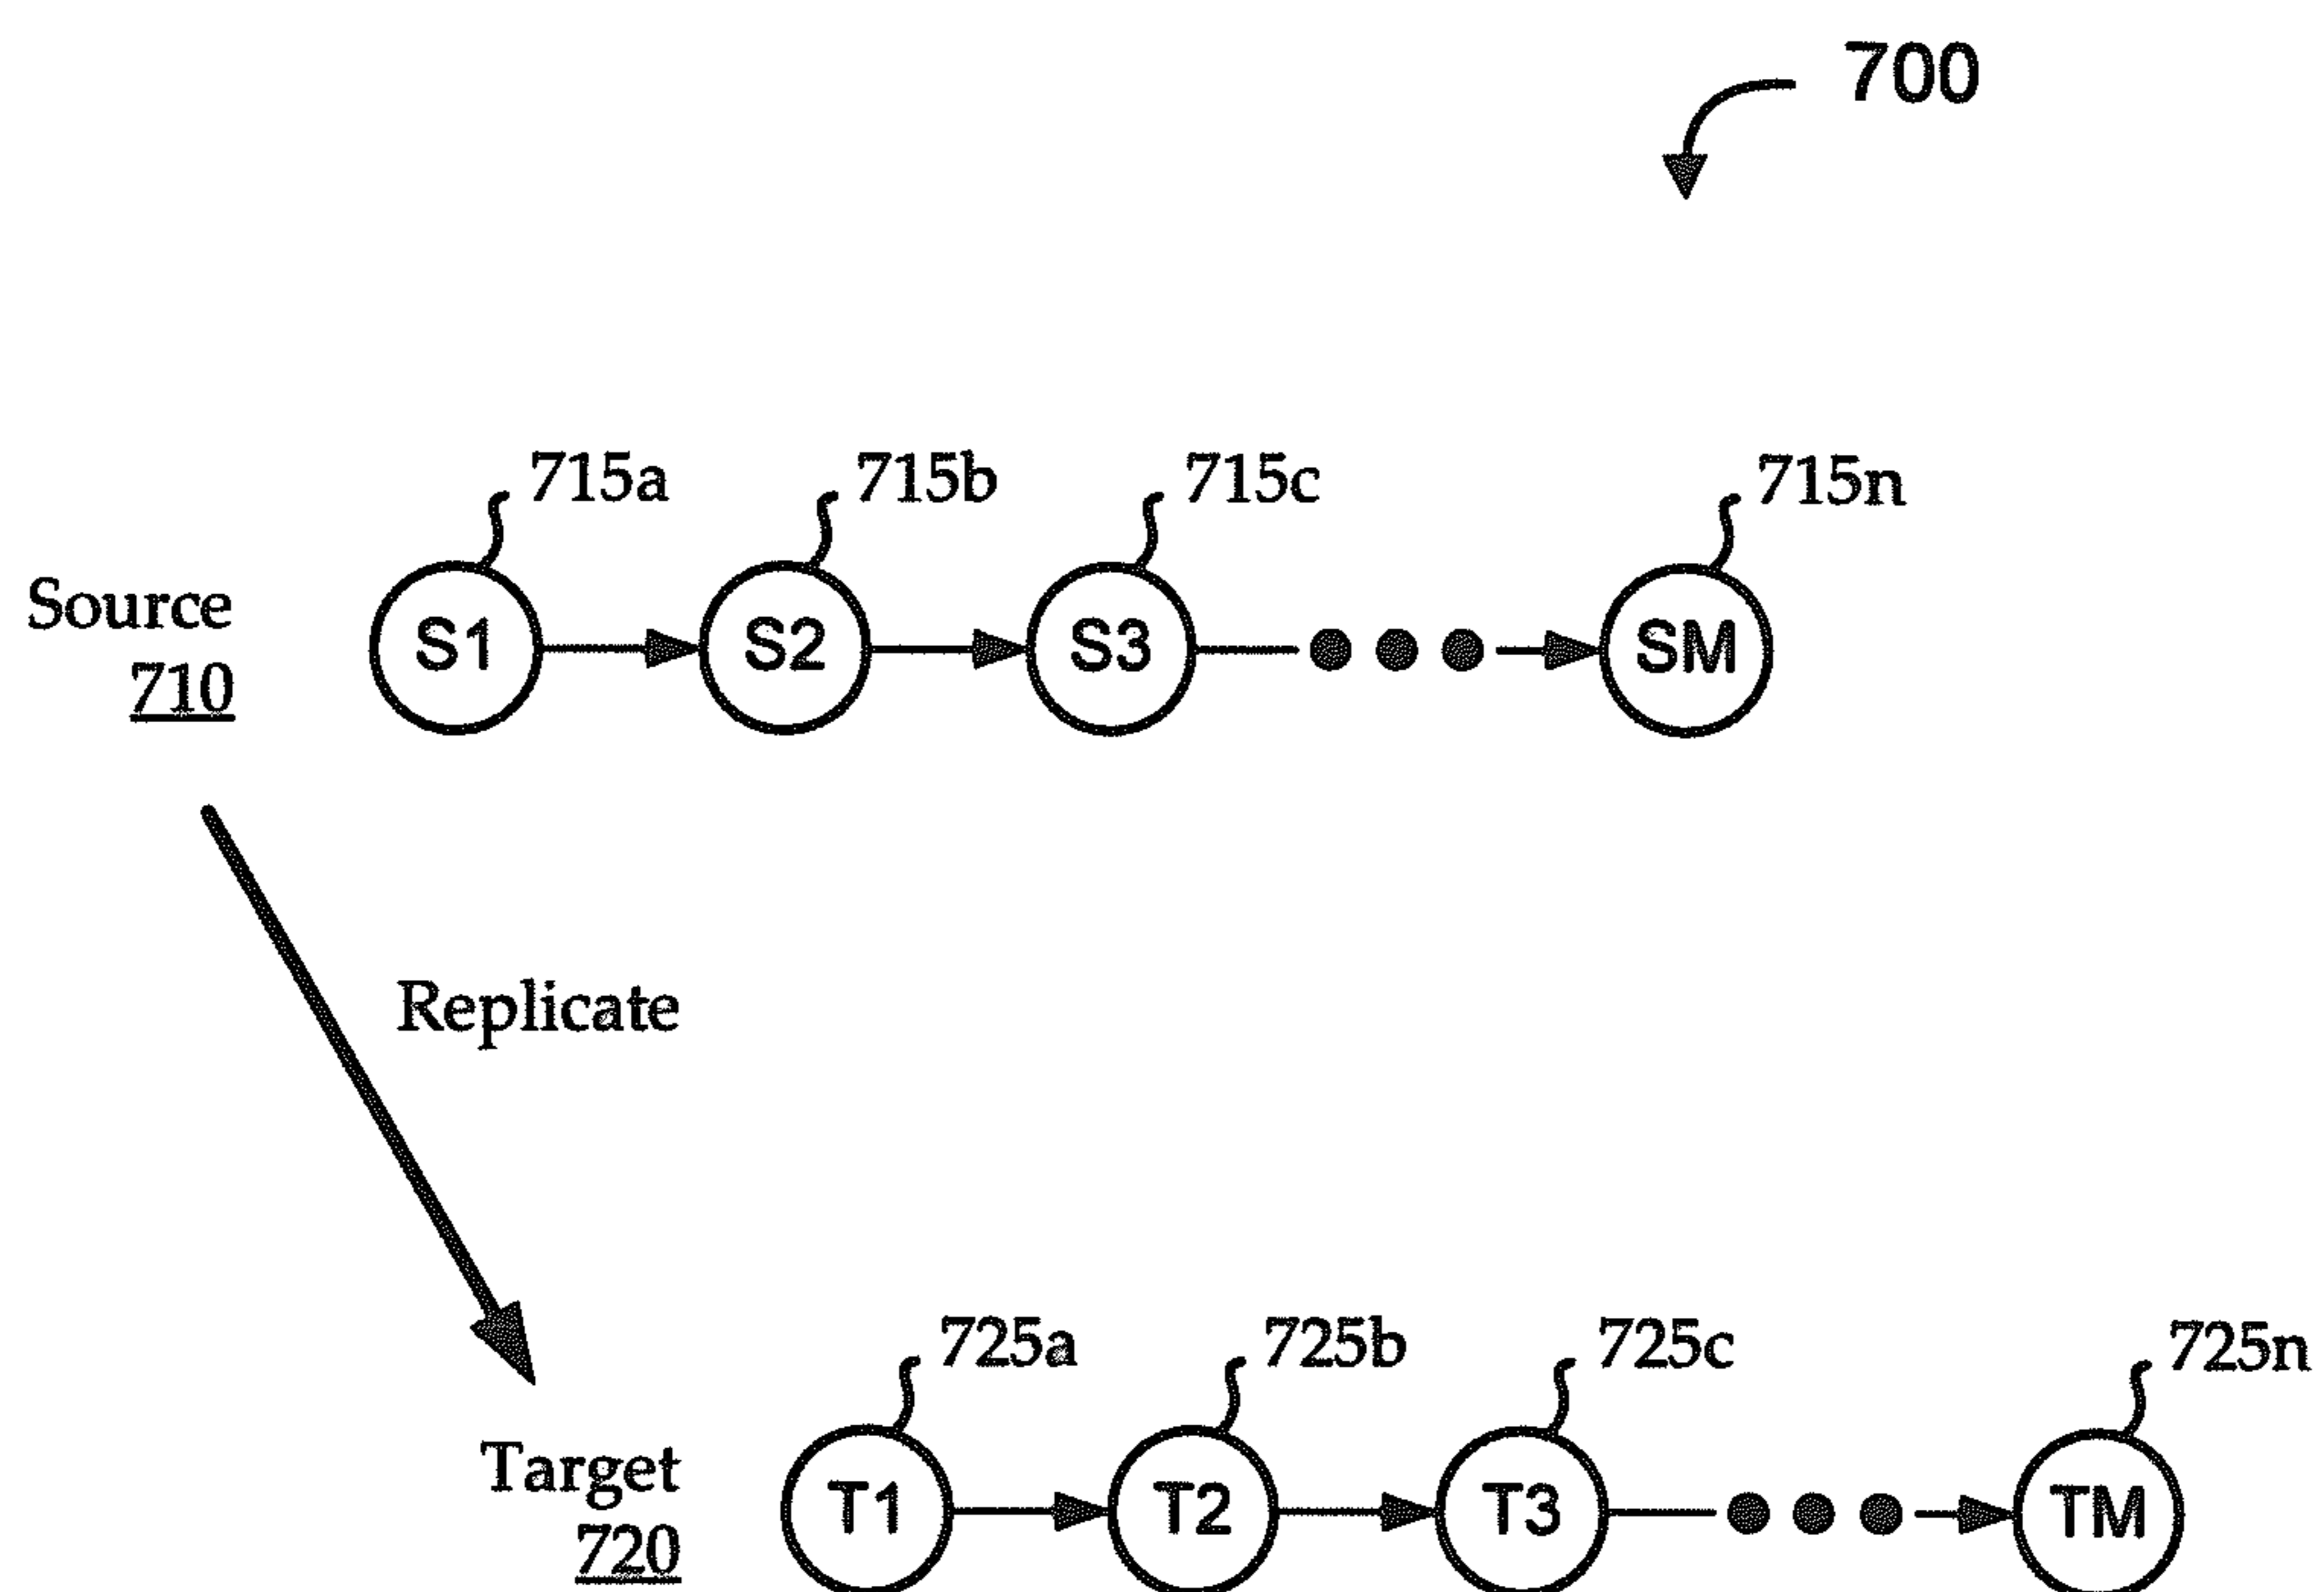 700
715a 715b 715c 715n
Source
710
S1 S2 S3 SM
Replicate
725a 725b 725c 725n
Target
720
T1 T2 T3 TM